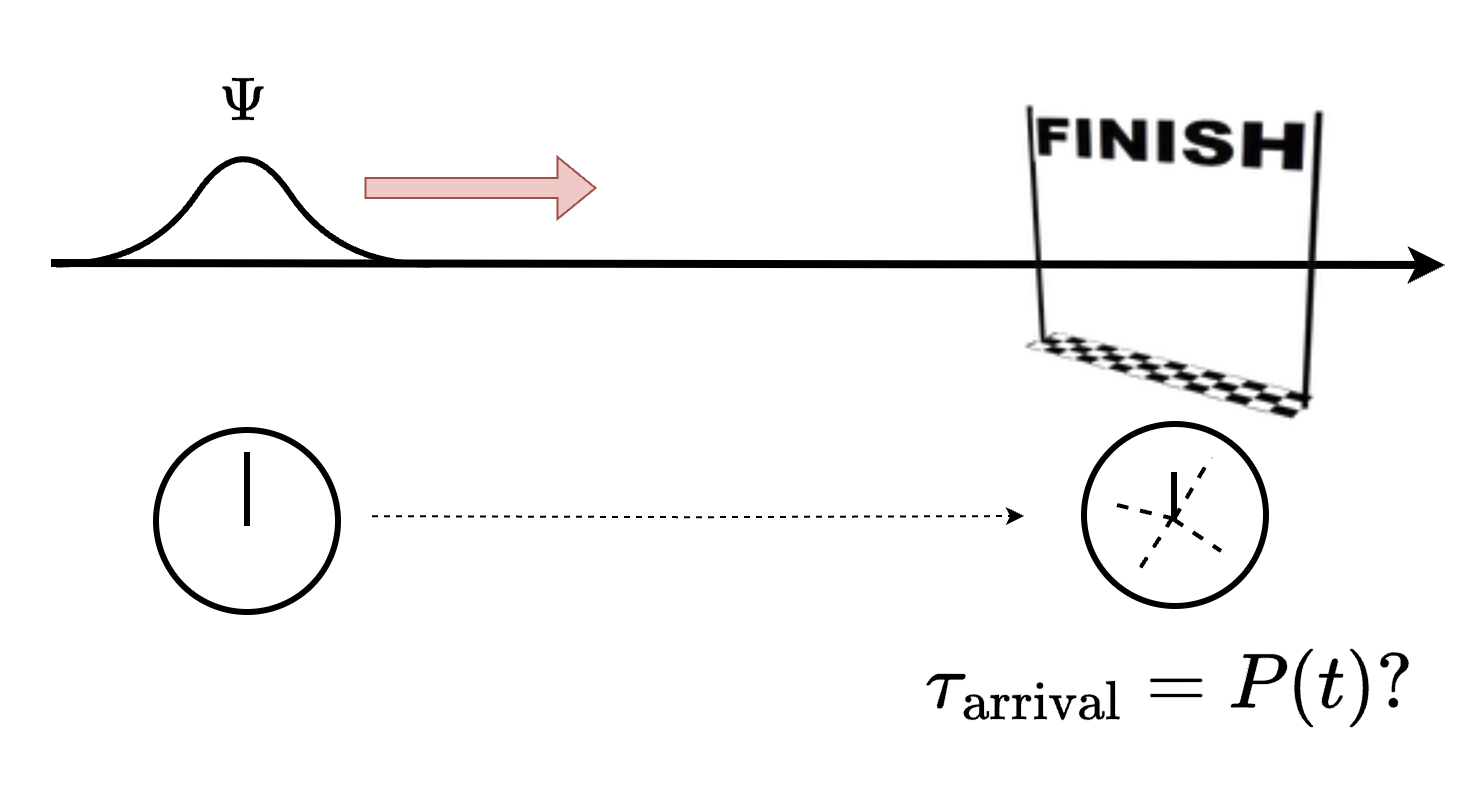 Ψ
FINISH
τ_arrival = P(t)?